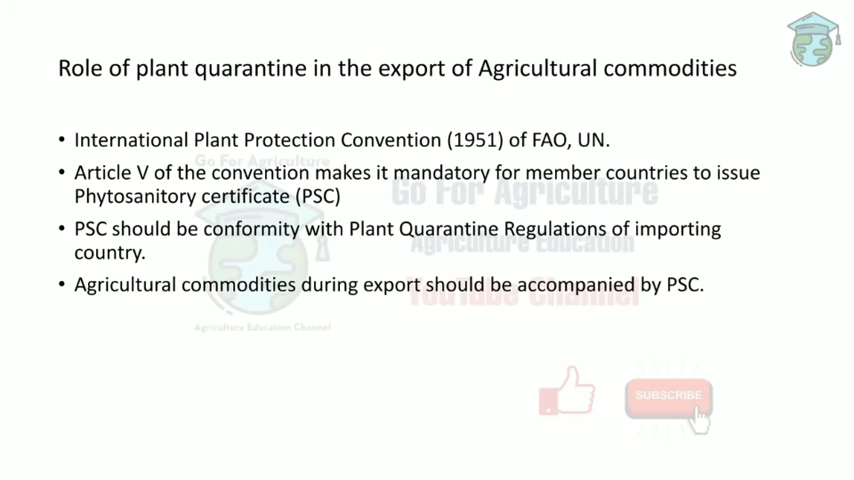 Role of plant quarantine in the export of Agricultural commodities
• International Plant Protection Convention (1951) of FAO, UN.
• Article V of the convention makes it mandatory for member countries to issue
Phytosanitory certificate (PSC)
• PSC should be conformity with Plant Quarantine Regulations of importing
country.
• Agricultural commodities during export should be accompanied by PSC.
Go For Agriculture
Go For Agriculture
Agriculture Education
YouTube Channel
Agriculture Education Channel
SUBSCRIBE